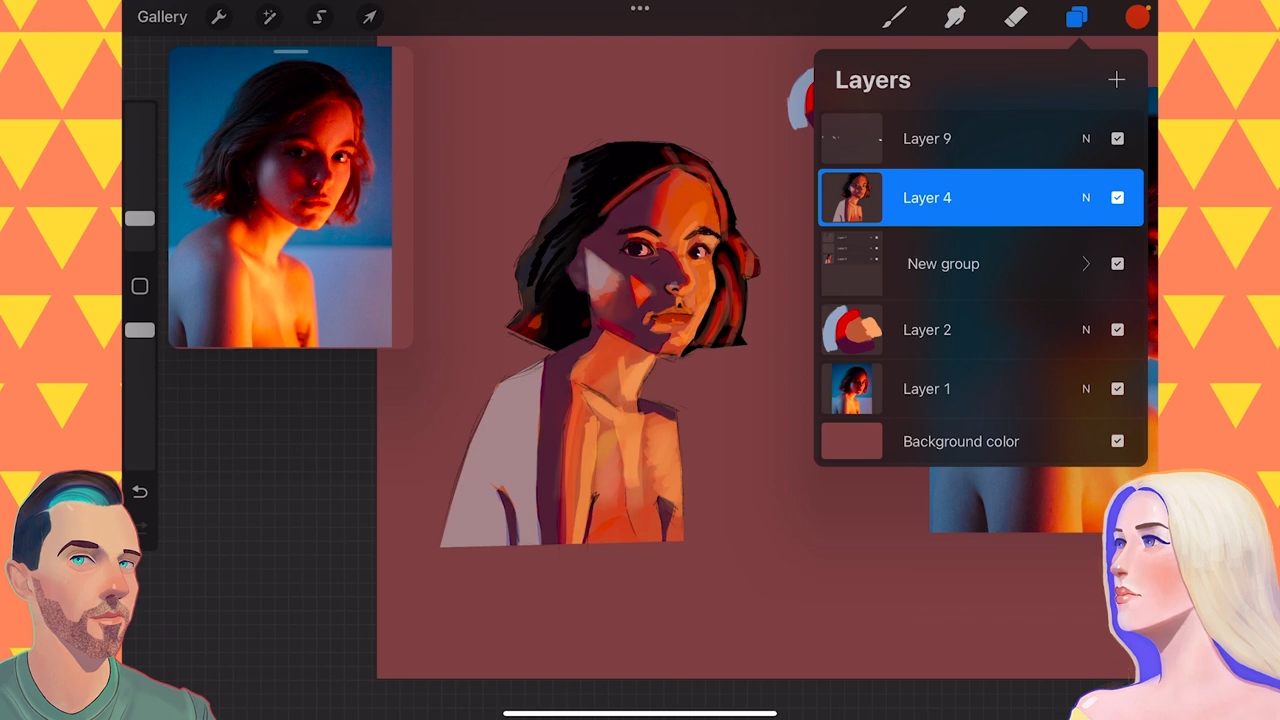 Gallery
Layers
Layer 9 N
Layer 4 N
New group
Layer 2 N
Layer 1 N
Background color